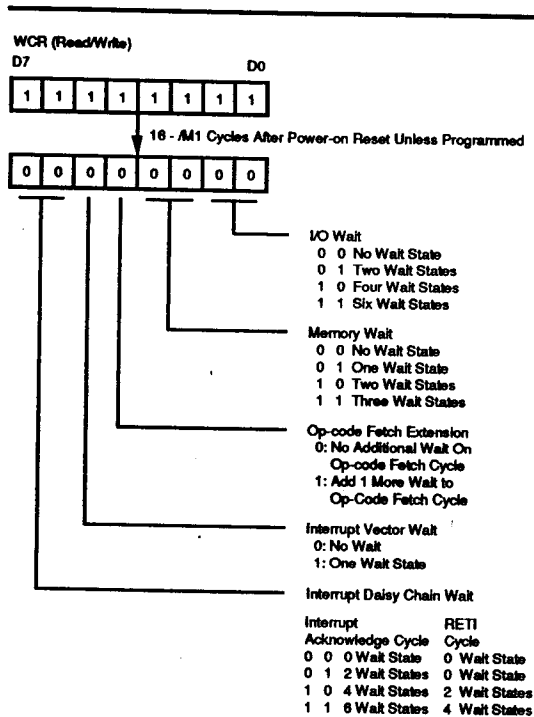 WCR (Read/Write)
D7 D0
1 1 1 1 1 1 1 1
16 - /M1 Cycles After Power-on Reset Unless Programmed
0 0 0 0 0 0 0 0
I/O Wait
0 0 No Wait State
0 1 Two Wait States
1 0 Four Wait States
1 1 Six Wait States
Memory Wait
0 0 No Wait State
0 1 One Wait State
1 0 Two Wait States
1 1 Three Wait States
Op-code Fetch Extension
0: No Additional Wait On
Op-code Fetch Cycle
1: Add 1 More Wait to
Op-Code Fetch Cycle
Interrupt Vector Wait
0: No Wait
1: One Wait State
Interrupt Daisy Chain Wait
Interrupt RETI
Acknowledge Cycle Cycle
0 0 0 Wait State 0 Wait State
0 1 2 Wait States 0 Wait State
1 0 4 Wait States 2 Wait States
1 1 6 Wait States 4 Wait States